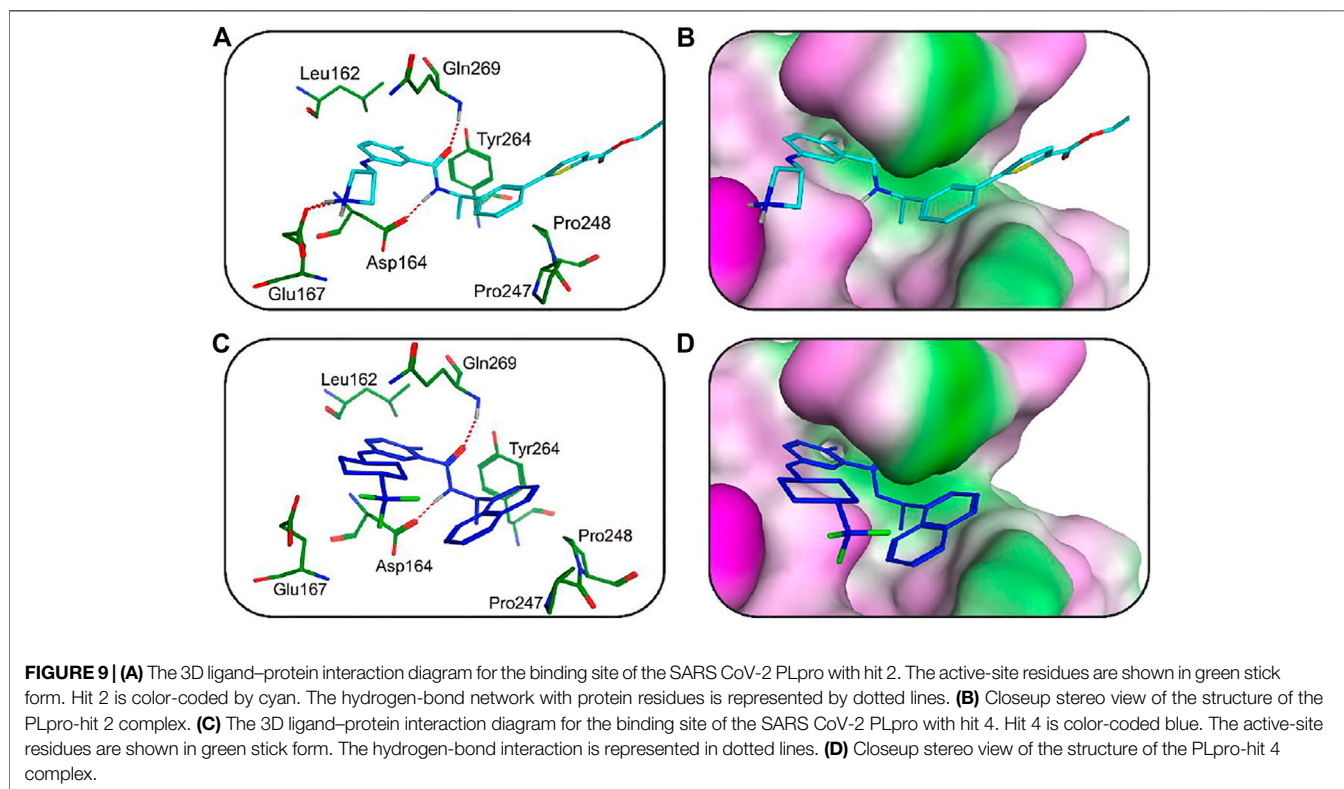 A
Leu162
Gln269
Tyr264
Pro248
Asp164
Glu167
Pro247
B
C
Gln269
Leu162
Tyr264
Pro248
Asp164
Glu167
Pro247
D
FIGURE 9 | (A) The 3D ligand–protein interaction diagram for the binding site of the SARS CoV-2 PLpro with hit 2. The active-site residues are shown in green stick
form. Hit 2 is color-coded by cyan. The hydrogen-bond network with protein residues is represented by dotted lines. (B) Closeup stereo view of the structure of the
PLpro-hit 2 complex. (C) The 3D ligand–protein interaction diagram for the binding site of the SARS CoV-2 PLpro with hit 4. Hit 4 is color-coded blue. The active-site
residues are shown in green stick form. The hydrogen-bond interaction is represented in dotted lines. (D) Closeup stereo view of the structure of the PLpro-hit 4
complex.